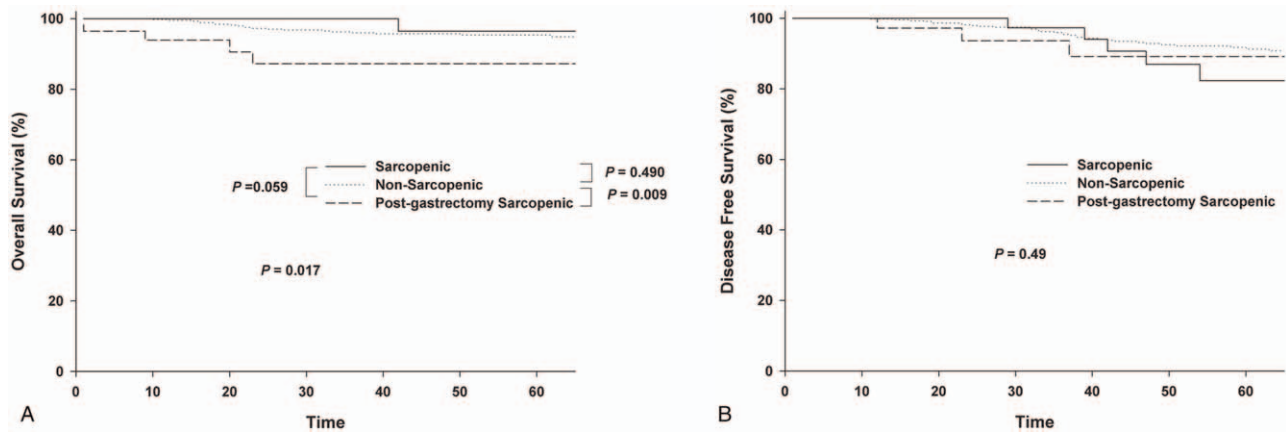 100
80
60
40
20
0
Overall Survival (%)
Sarcopenic
Non-Sarcopenic
Post-gastrectomy Sarcopenic
P =0.059
P = 0.490
P = 0.009
P = 0.017
0 10 20 30 40 50 60
Time
A
100
80
60
40
20
0
Disease Free Survival (%)
Sarcopenic
Non-Sarcopenic
Post-gastrectomy Sarcopenic
P = 0.49
0 10 20 30 40 50 60
Time
B